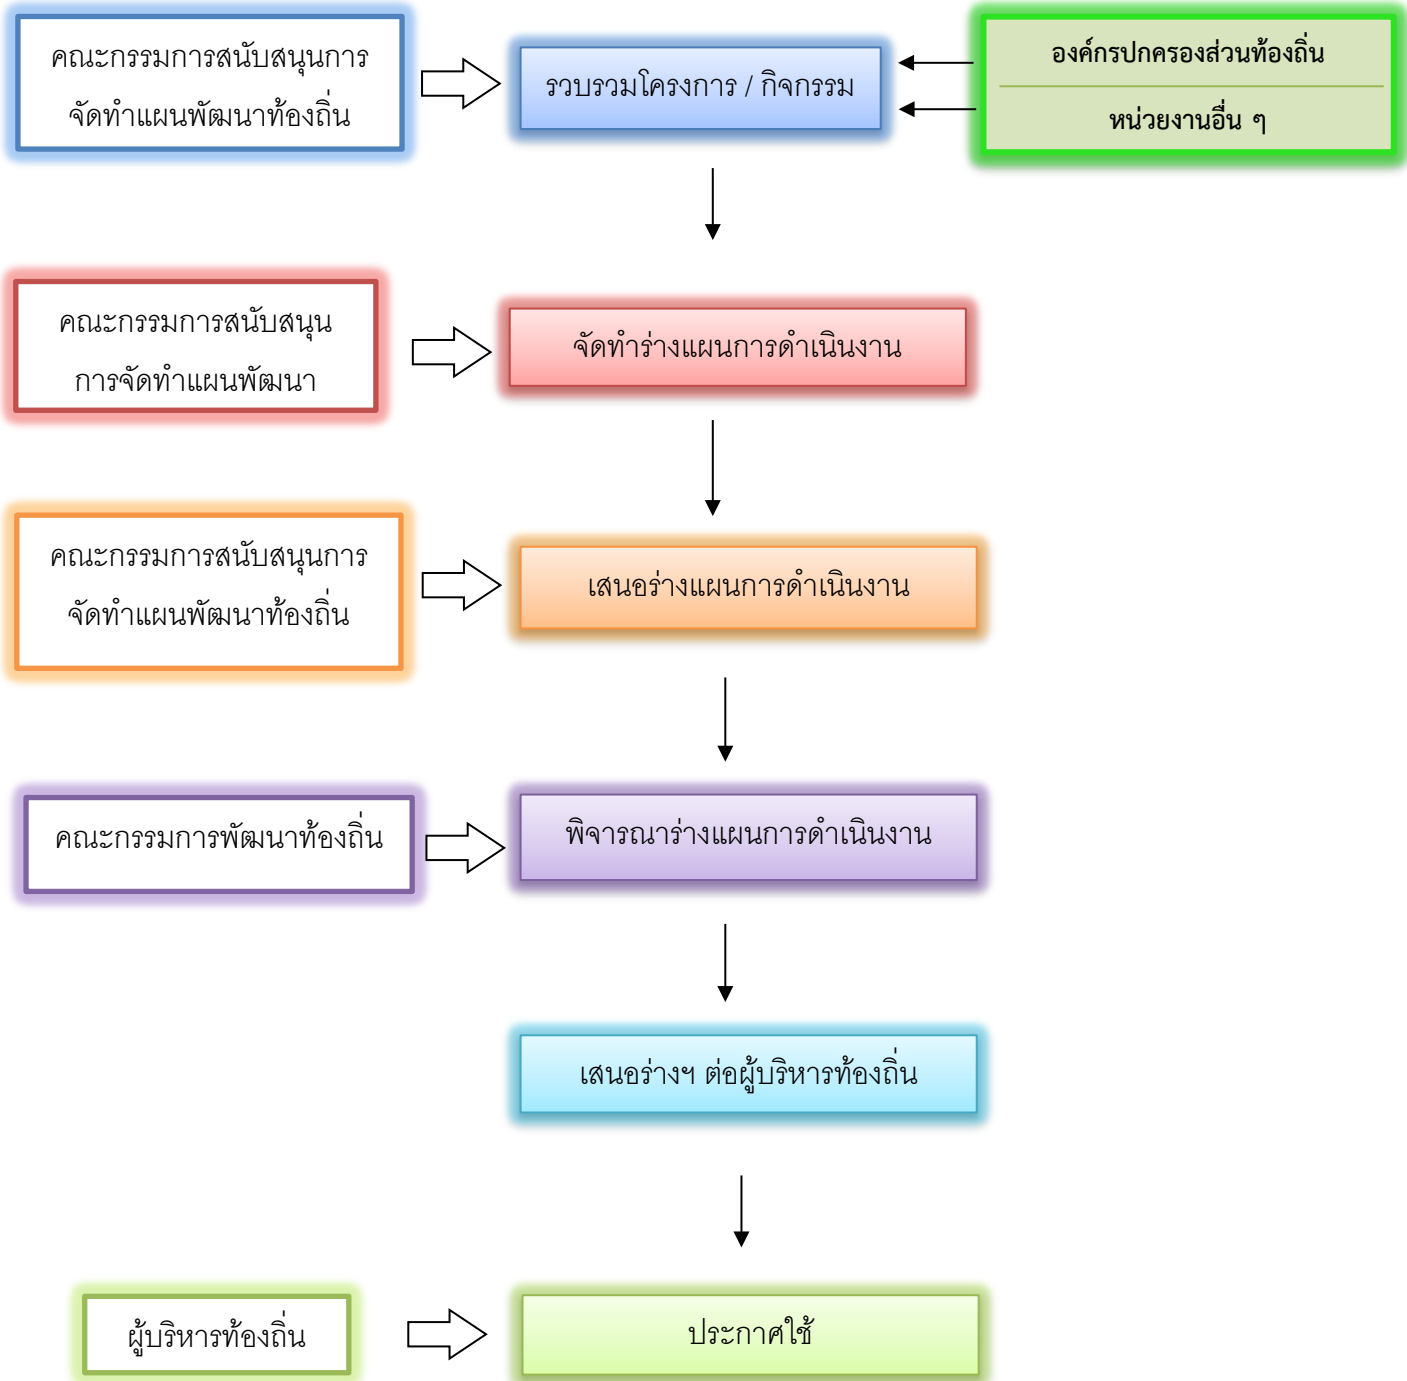 คณะกรรมการสนับสนุนการ
จัดทำแผนพัฒนาท้องถิ่น
รวบรวมโครงการ / กิจกรรม
องค์กรปกครองส่วนท้องถิ่น
หน่วยงานอื่น ๆ
คณะกรรมการสนับสนุน
การจัดทำแผนพัฒนา
จัดทำร่างแผนการดำเนินงาน
คณะกรรมการสนับสนุนการ
จัดทำแผนพัฒนาท้องถิ่น
เสนอร่างแผนการดำเนินงาน
คณะกรรมการพัฒนาท้องถิ่น
พิจารณาร่างแผนการดำเนินงาน
เสนอร่างฯ ต่อผู้บริหารท้องถิ่น
ผู้บริหารท้องถิ่น
ประกาศใช้